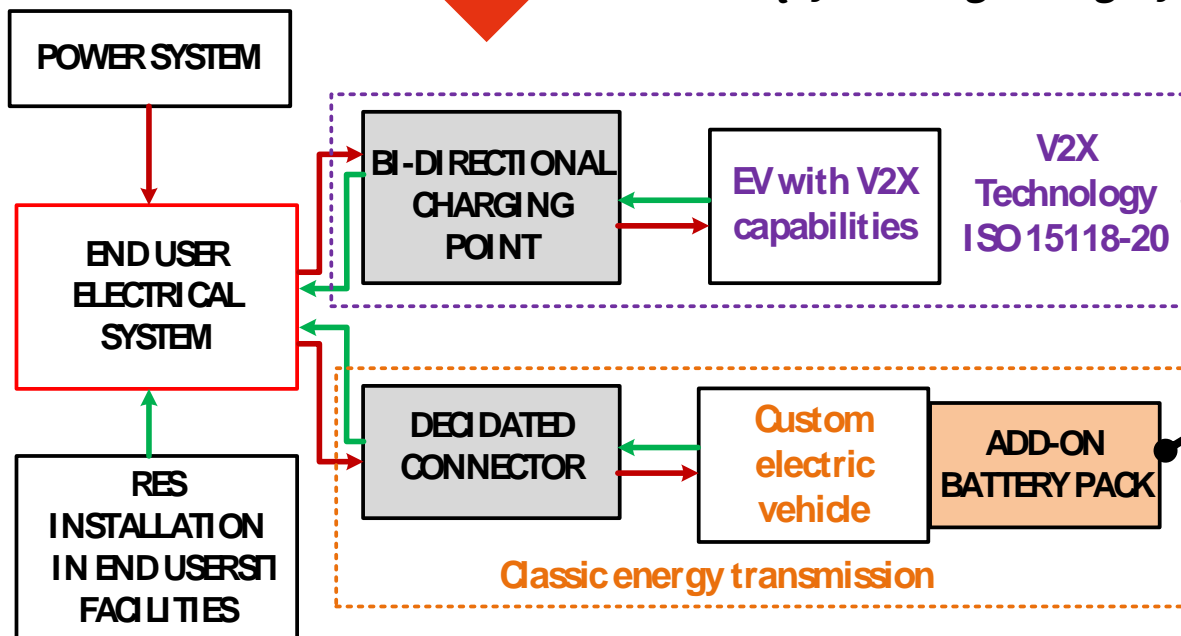 POWER SYSTEM
BI-DIRECTIONAL
CHARGING
POINT
EV with V2X
capabilities
V2X
Technology
ISO 15118-20
END USER
ELECTRICAL
SYSTEM
DECIDATED
CONNECTOR
Custom
electric
vehicle
ADD-ON
BATTERY PACK
RES
INSTALLATION
IN END USERSTI
FACILITIES
Classic energy transmission